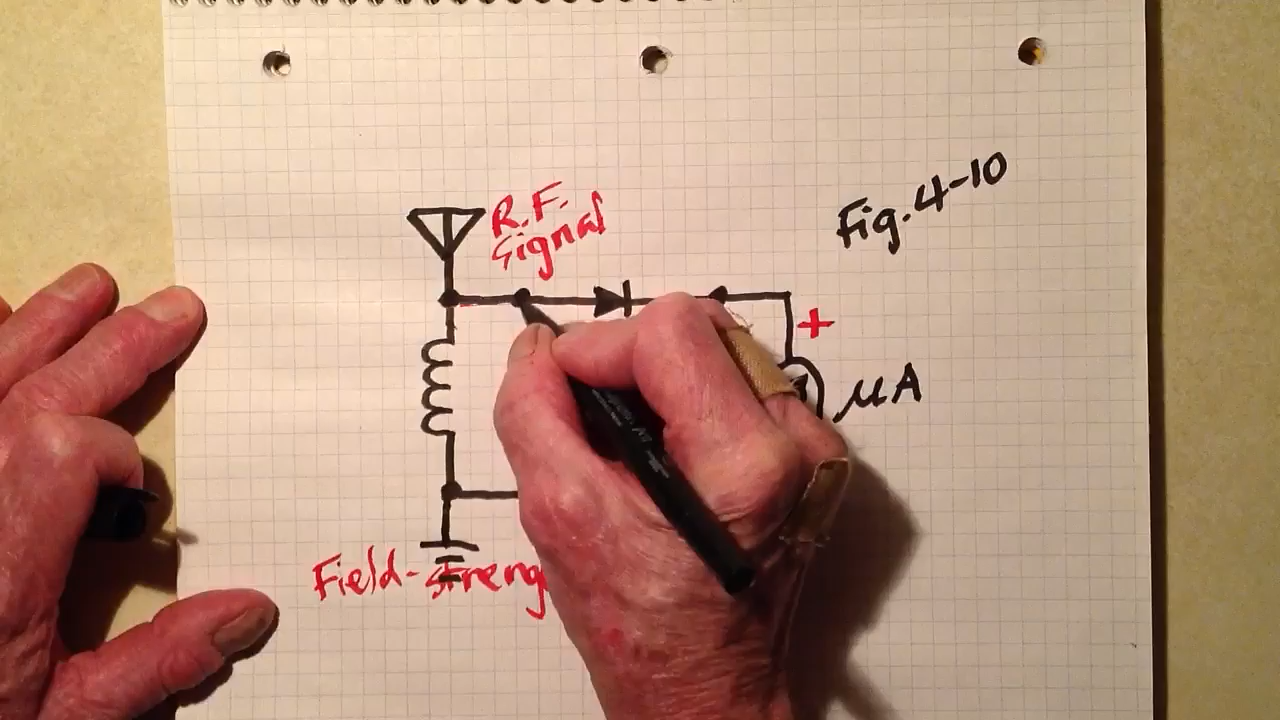 Fig. 4-10
R.F.
Signal
+
μA
Field-Streng